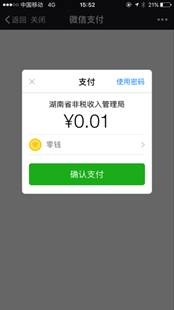 中国移动 4G 15:52 21%
返回 关闭 微信支付
支付 使用密码
湖南省非税收入管理局
¥0.01
零钱
确认支付